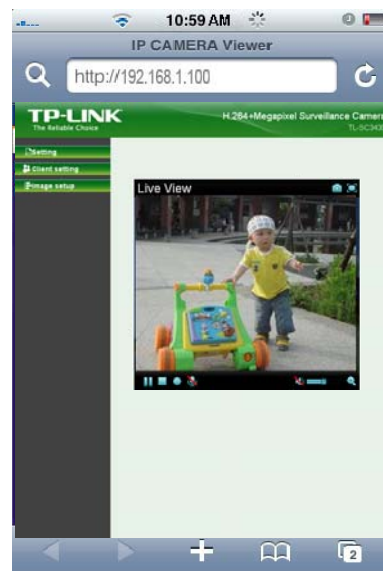 10:59 AM
IP CAMERA Viewer
http://192.168.1.100
TP-LINK
The Reliable Choice
H.264+Megapixel Surveillance Camera
Setting
Client setting
Image setup
Live View
2